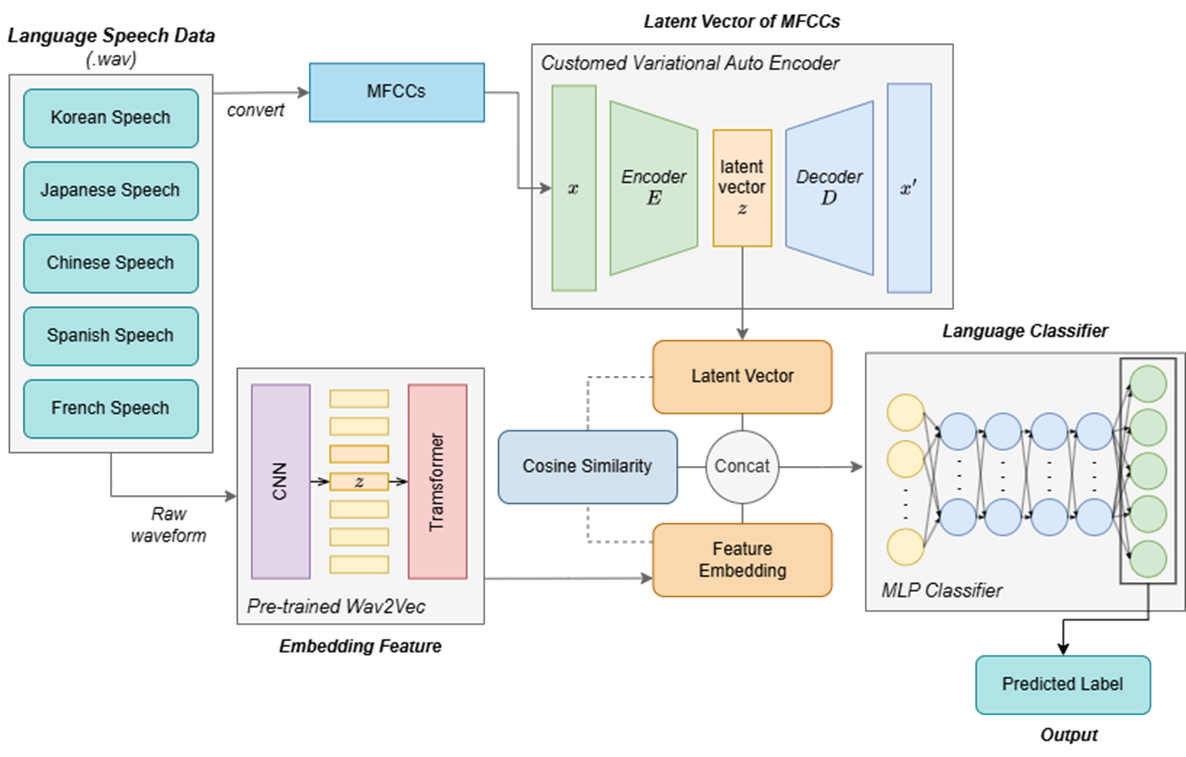 Language Speech Data
(.wav)
Korean Speech
Japanese Speech
Chinese Speech
Spanish Speech
French Speech
convert
MFCCs
Latent Vector of MFCCs
Customed Variational Auto Encoder
x
Encoder
E
latent
vector
z
Decoder
D
x′
Raw
waveform
CNN
z
Tramsformer
Pre-trained Wav2Vec
Embedding Feature
Latent Vector
Cosine Similarity
Concat
Feature
Embedding
Language Classifier
MLP Classifier
Predicted Label
Output